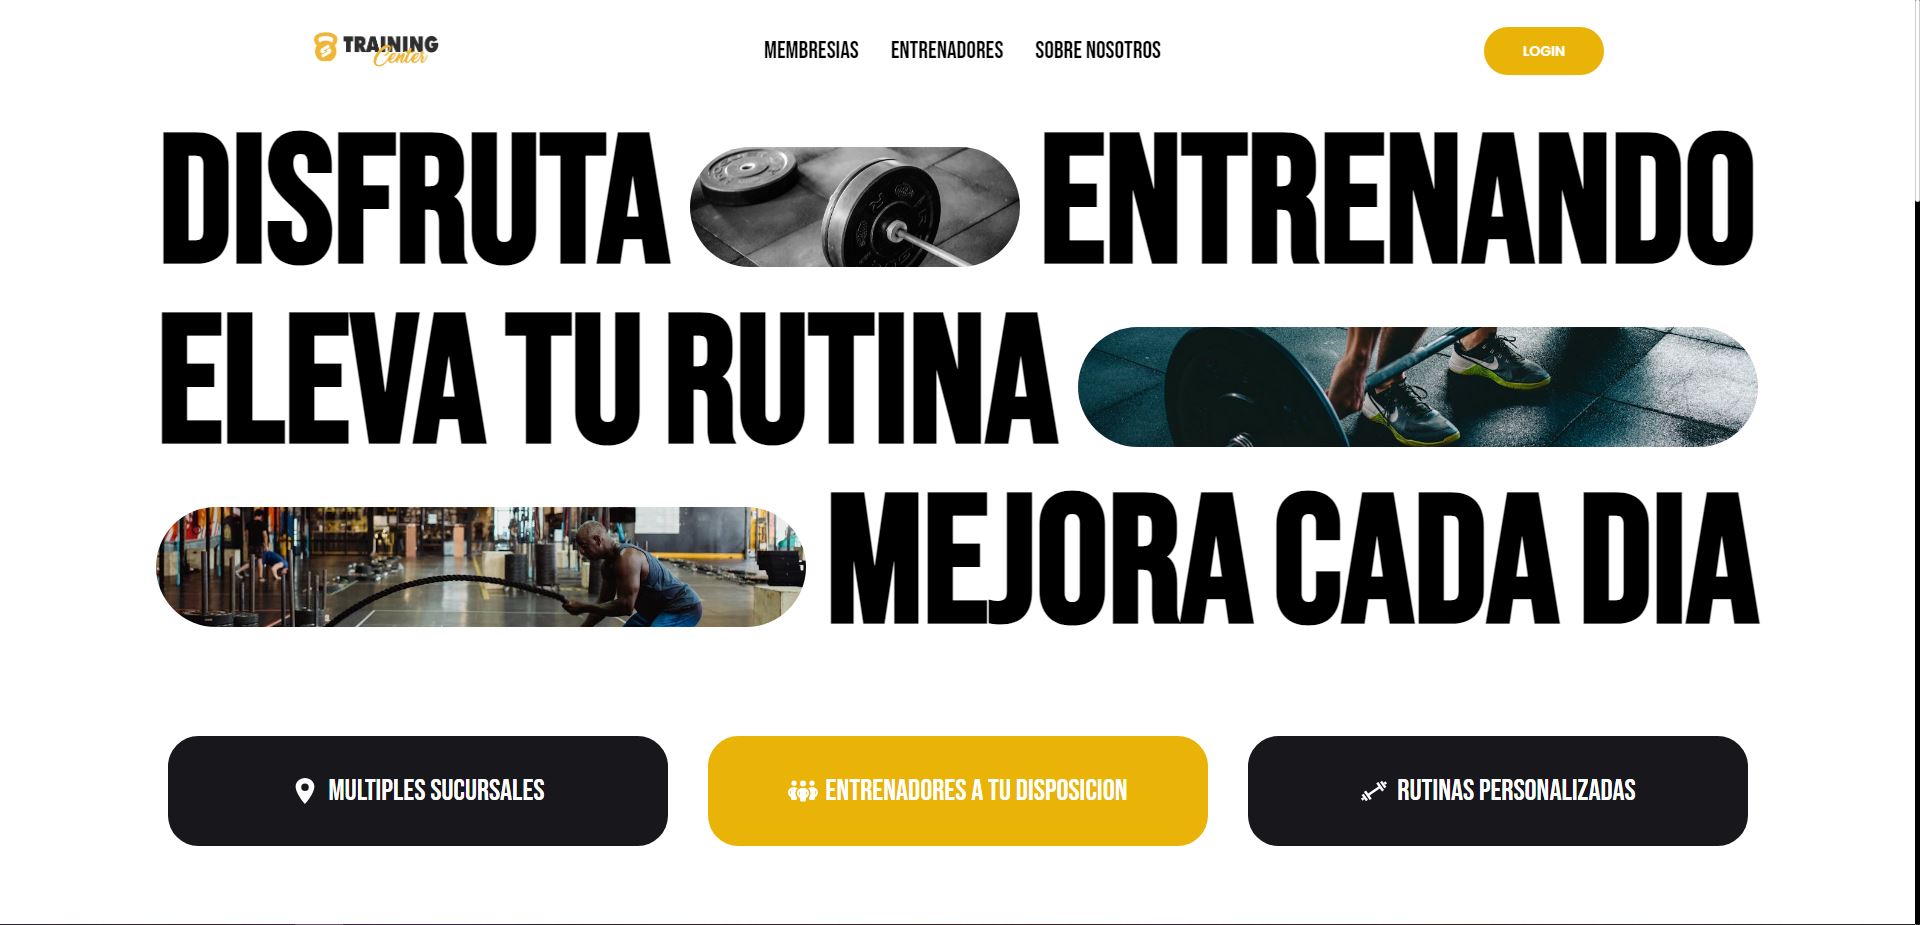 TRAINING
Center
MEMBRESIAS ENTRENADORES SOBRE NOSOTROS
LOGIN
DISFRUTA ENTRENANDO
ELEVA TU RUTINA
MEJORA CADA DIA
MULTIPLES SUCURSALES
ENTRENADORES A TU DISPOSICION
RUTINAS PERSONALIZADAS